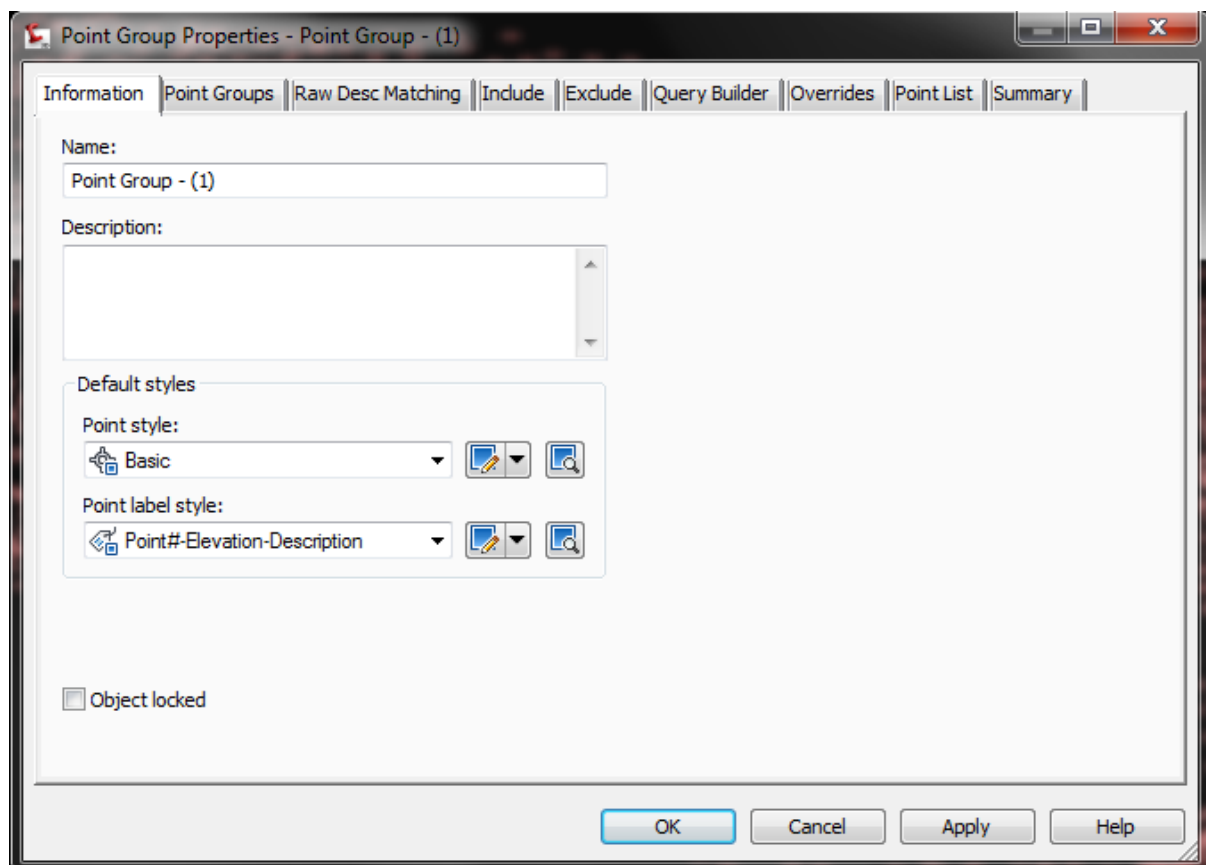 Point Group Properties - Point Group - (1)
Information Point Groups Raw Desc Matching Include Exclude Query Builder Overrides Point List Summary
Name:
Point Group - (1)
Description:
Default styles
Point style:
Basic
Point label style:
Point#-Elevation-Description
Object locked
OK Cancel Apply Help